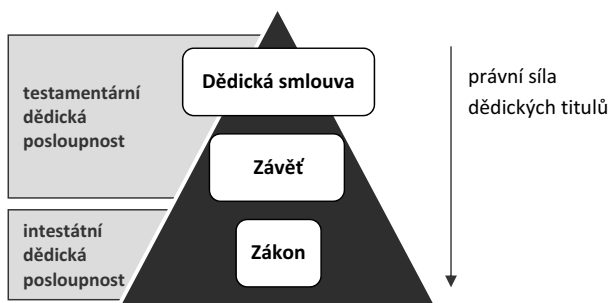 testamentární
dědická
posloupnost
Dědická smlouva
Závěť
právní síla
dědických titulů
intestátní
dědická
posloupnost
Zákon